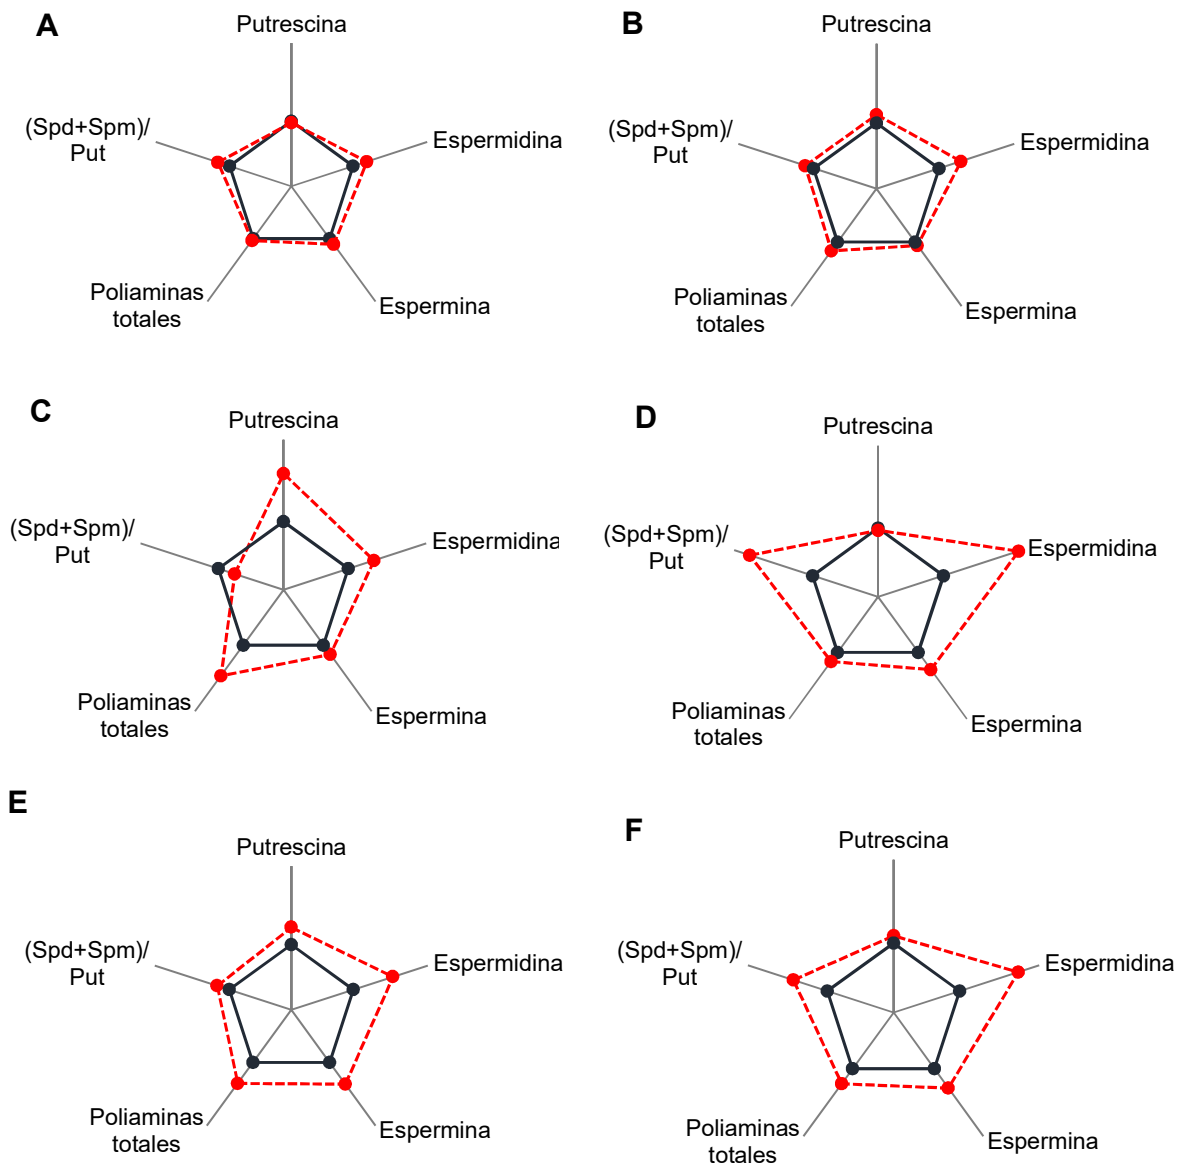 A
Putrescina
(Spd+Spm)/
Put
Espermidina
Poliaminas
totales
Espermina
B
Putrescina
(Spd+Spm)/
Put
Espermidina
Poliaminas
totales
Espermina
C
Putrescina
(Spd+Spm)/
Put
Espermidina
Poliaminas
totales
Espermina
D
Putrescina
(Spd+Spm)/
Put
Espermidina
Poliaminas
totales
Espermina
E
Putrescina
(Spd+Spm)/
Put
Espermidina
Poliaminas
totales
Espermina
F
Putrescina
(Spd+Spm)/
Put
Espermidina
Poliaminas
totales
Espermina